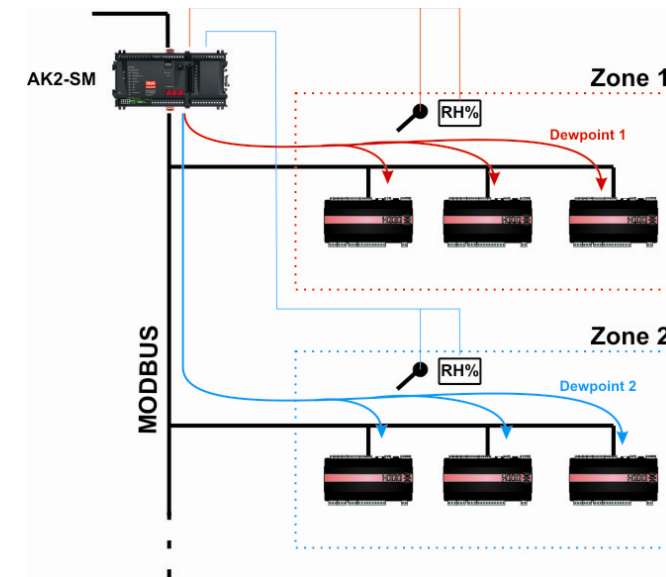 AK2-SM
Zone 1
RH%
Dewpoint 1
MODBUS
Zone 2
RH%
Dewpoint 2